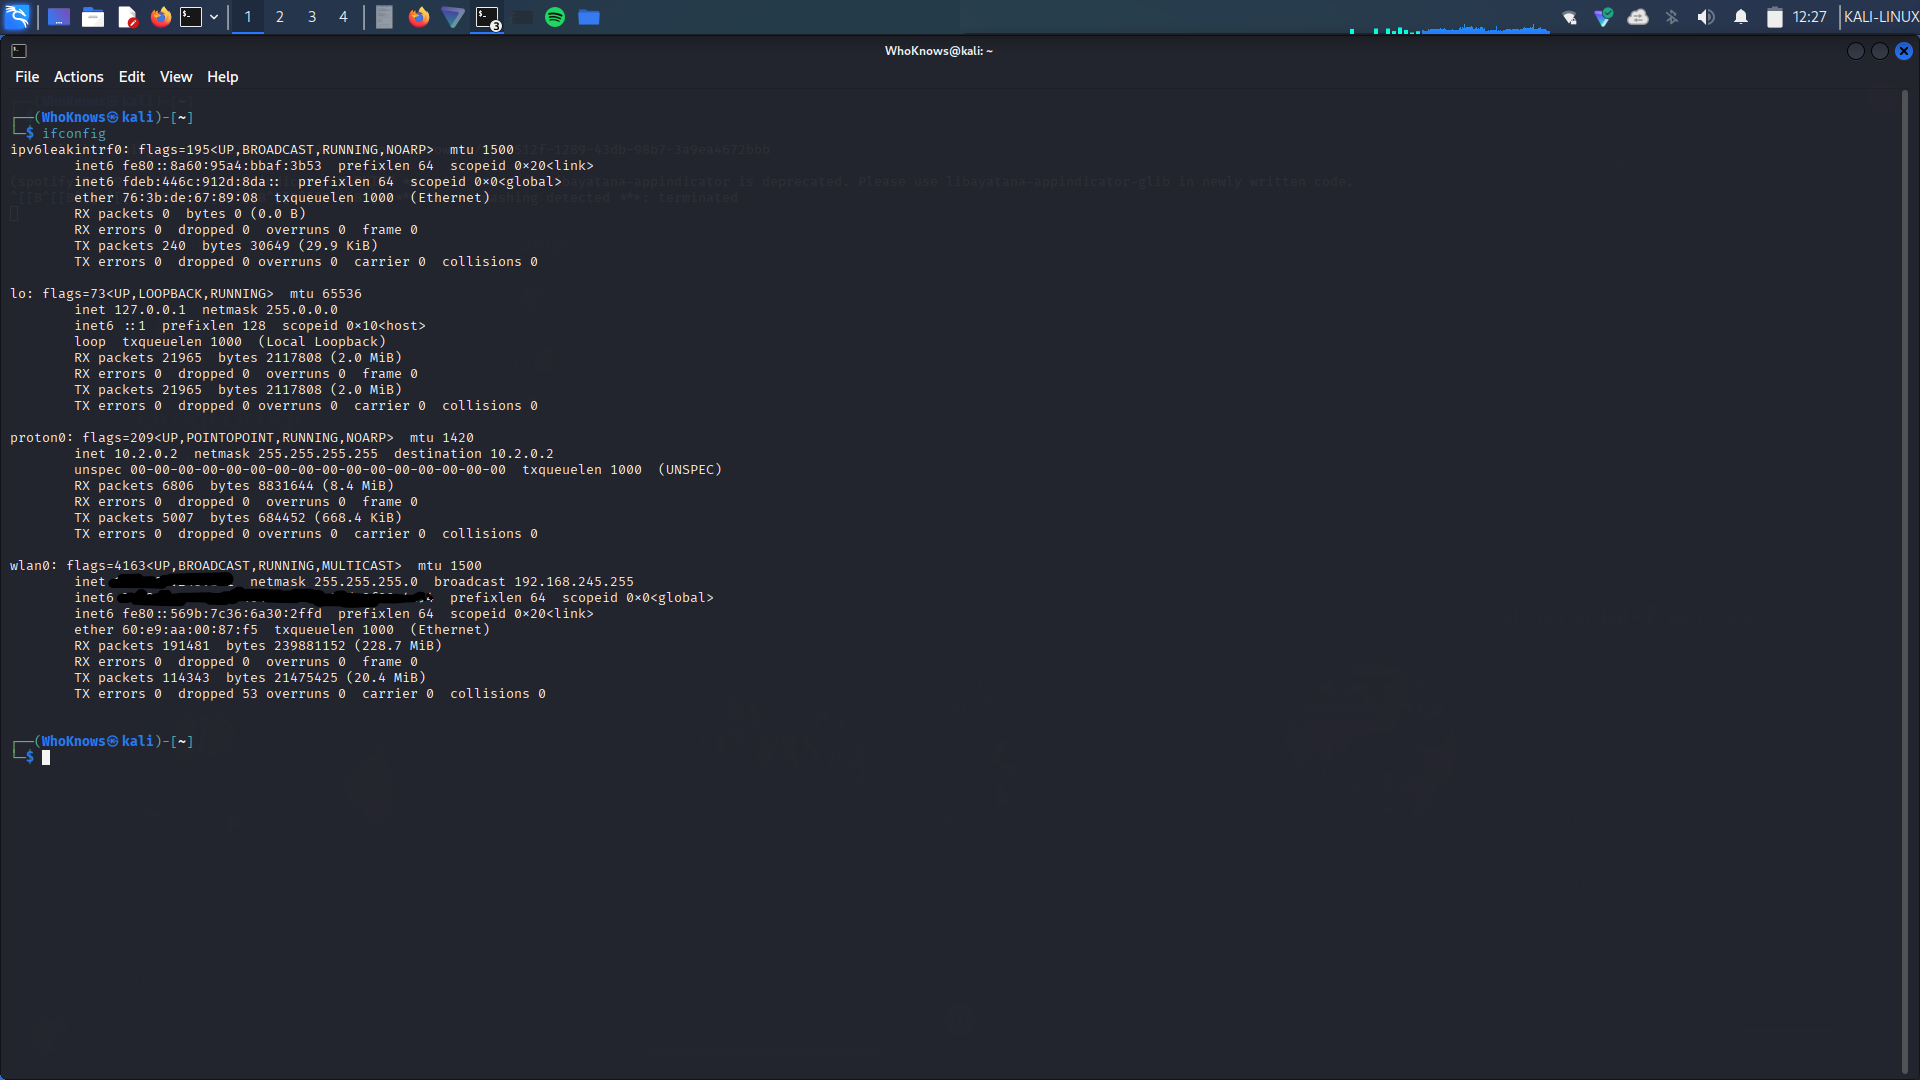 1 2 3 4 3 12:27 KALI-LINUX
WhoKnows@kali: ~
File Actions Edit View Help
┌──(WhoKnows㉿kali)-[~]
└─$ ifconfig
ipv6leakintrf0: flags=195<UP,BROADCAST,RUNNING,NOARP>  mtu 1500
inet6 fe80::8a60:95a4:bbaf:3b53  prefixlen 64  scopeid 0×20<link>
inet6 fdeb:446c:912d:8da::  prefixlen 64  scopeid 0×0<global>
ether 76:3b:de:67:89:08  txqueuelen 1000  (Ethernet)
RX packets 0  bytes 0 (0.0 B)
RX errors 0  dropped 0  overruns 0  frame 0
TX packets 240  bytes 30649 (29.9 KiB)
TX errors 0  dropped 0 overruns 0  carrier 0  collisions 0
lo: flags=73<UP,LOOPBACK,RUNNING>  mtu 65536
inet 127.0.0.1  netmask 255.0.0.0
inet6 ::1  prefixlen 128  scopeid 0×10<host>
loop  txqueuelen 1000  (Local Loopback)
RX packets 21965  bytes 2117808 (2.0 MiB)
RX errors 0  dropped 0  overruns 0  frame 0
TX packets 21965  bytes 2117808 (2.0 MiB)
TX errors 0  dropped 0 overruns 0  carrier 0  collisions 0
proton0: flags=209<UP,POINTOPOINT,RUNNING,NOARP>  mtu 1420
inet 10.2.0.2  netmask 255.255.255.255  destination 10.2.0.2
unspec 00-00-00-00-00-00-00-00-00-00-00-00-00-00-00-00  txqueuelen 1000  (UNSPEC)
RX packets 6806  bytes 8831644 (8.4 MiB)
RX errors 0  dropped 0  overruns 0  frame 0
TX packets 5007  bytes 684452 (668.4 KiB)
TX errors 0  dropped 0 overruns 0  carrier 0  collisions 0
wlan0: flags=4163<UP,BROADCAST,RUNNING,MULTICAST>  mtu 1500
inet netmask 255.255.255.0  broadcast 192.168.245.255
inet6 prefixlen 64  scopeid 0×0<global>
inet6 fe80::569b:7c36:6a30:2ffd  prefixlen 64  scopeid 0×20<link>
ether 60:e9:aa:00:87:f5  txqueuelen 1000  (Ethernet)
RX packets 191481  bytes 239881152 (228.7 MiB)
RX errors 0  dropped 0  overruns 0  frame 0
TX packets 114343  bytes 21475425 (20.4 MiB)
TX errors 0  dropped 53 overruns 0  carrier 0  collisions 0
┌──(WhoKnows㉿kali)-[~]
└─$